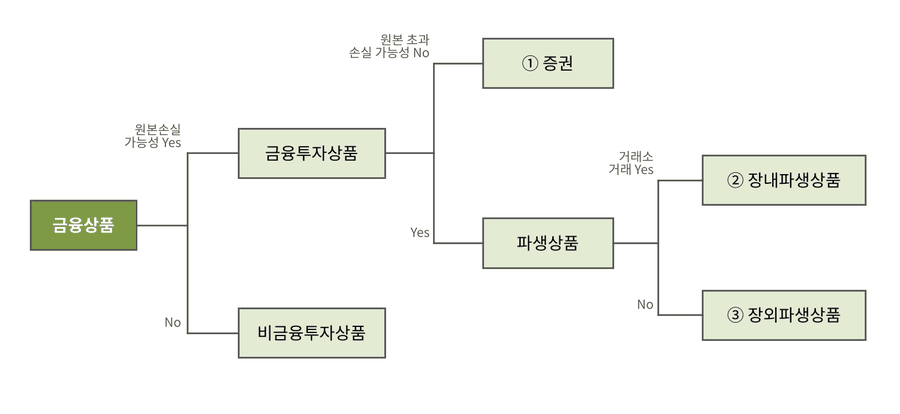 원본 초과
손실 가능성 No
① 증권
원본손실
가능성 Yes
금융투자상품
거래소
거래 Yes
② 장내파생상품
금융상품
Yes
파생상품
No
비금융투자상품
No
③ 장외파생상품